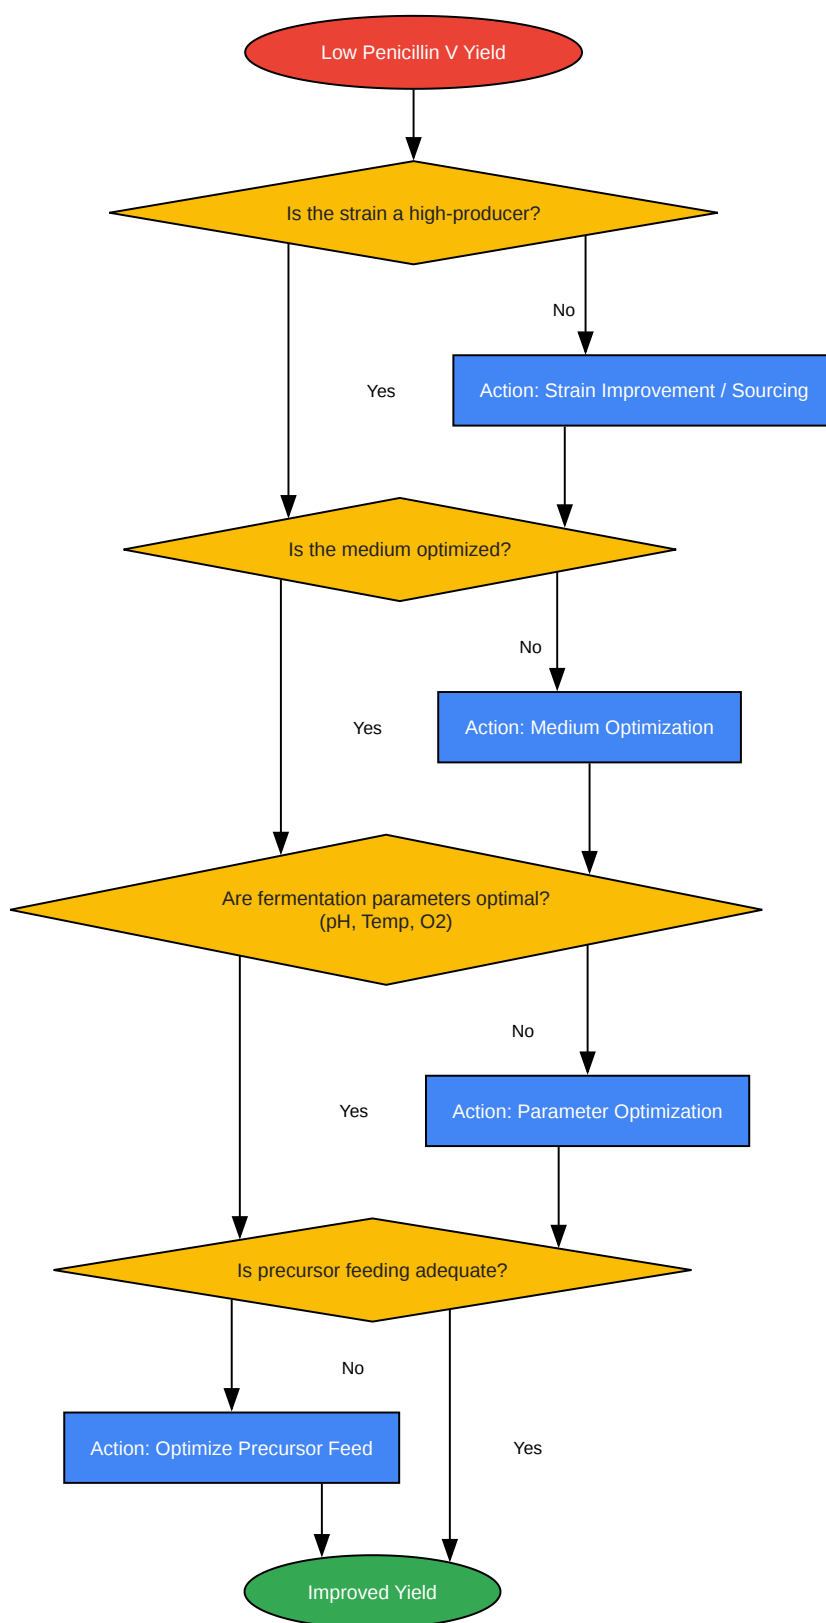 Low Penicillin V Yield
Is the strain a high-producer?
No
Yes
Action: Strain Improvement / Sourcing
Is the medium optimized?
No
Yes
Action: Medium Optimization
Are fermentation parameters optimal?
(pH, Temp, O2)
No
Yes
Action: Parameter Optimization
Is precursor feeding adequate?
No
Action: Optimize Precursor Feed
Yes
Improved Yield